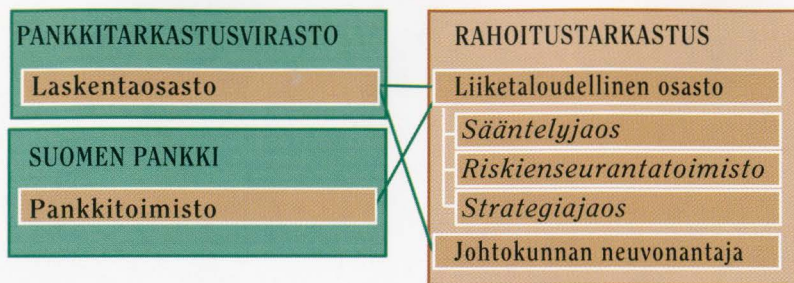 PANKKITARKASTUSVIRASTO
Laskentaosasto
SUOMEN PANKKI
Pankkitoimisto
RAHOITUSTARKASTUS
Liiketaloudellinen osasto
Sääntelyjaos
Riskienseurantatoimisto
Strategiajaos
Johtokunnan neuvonantaja